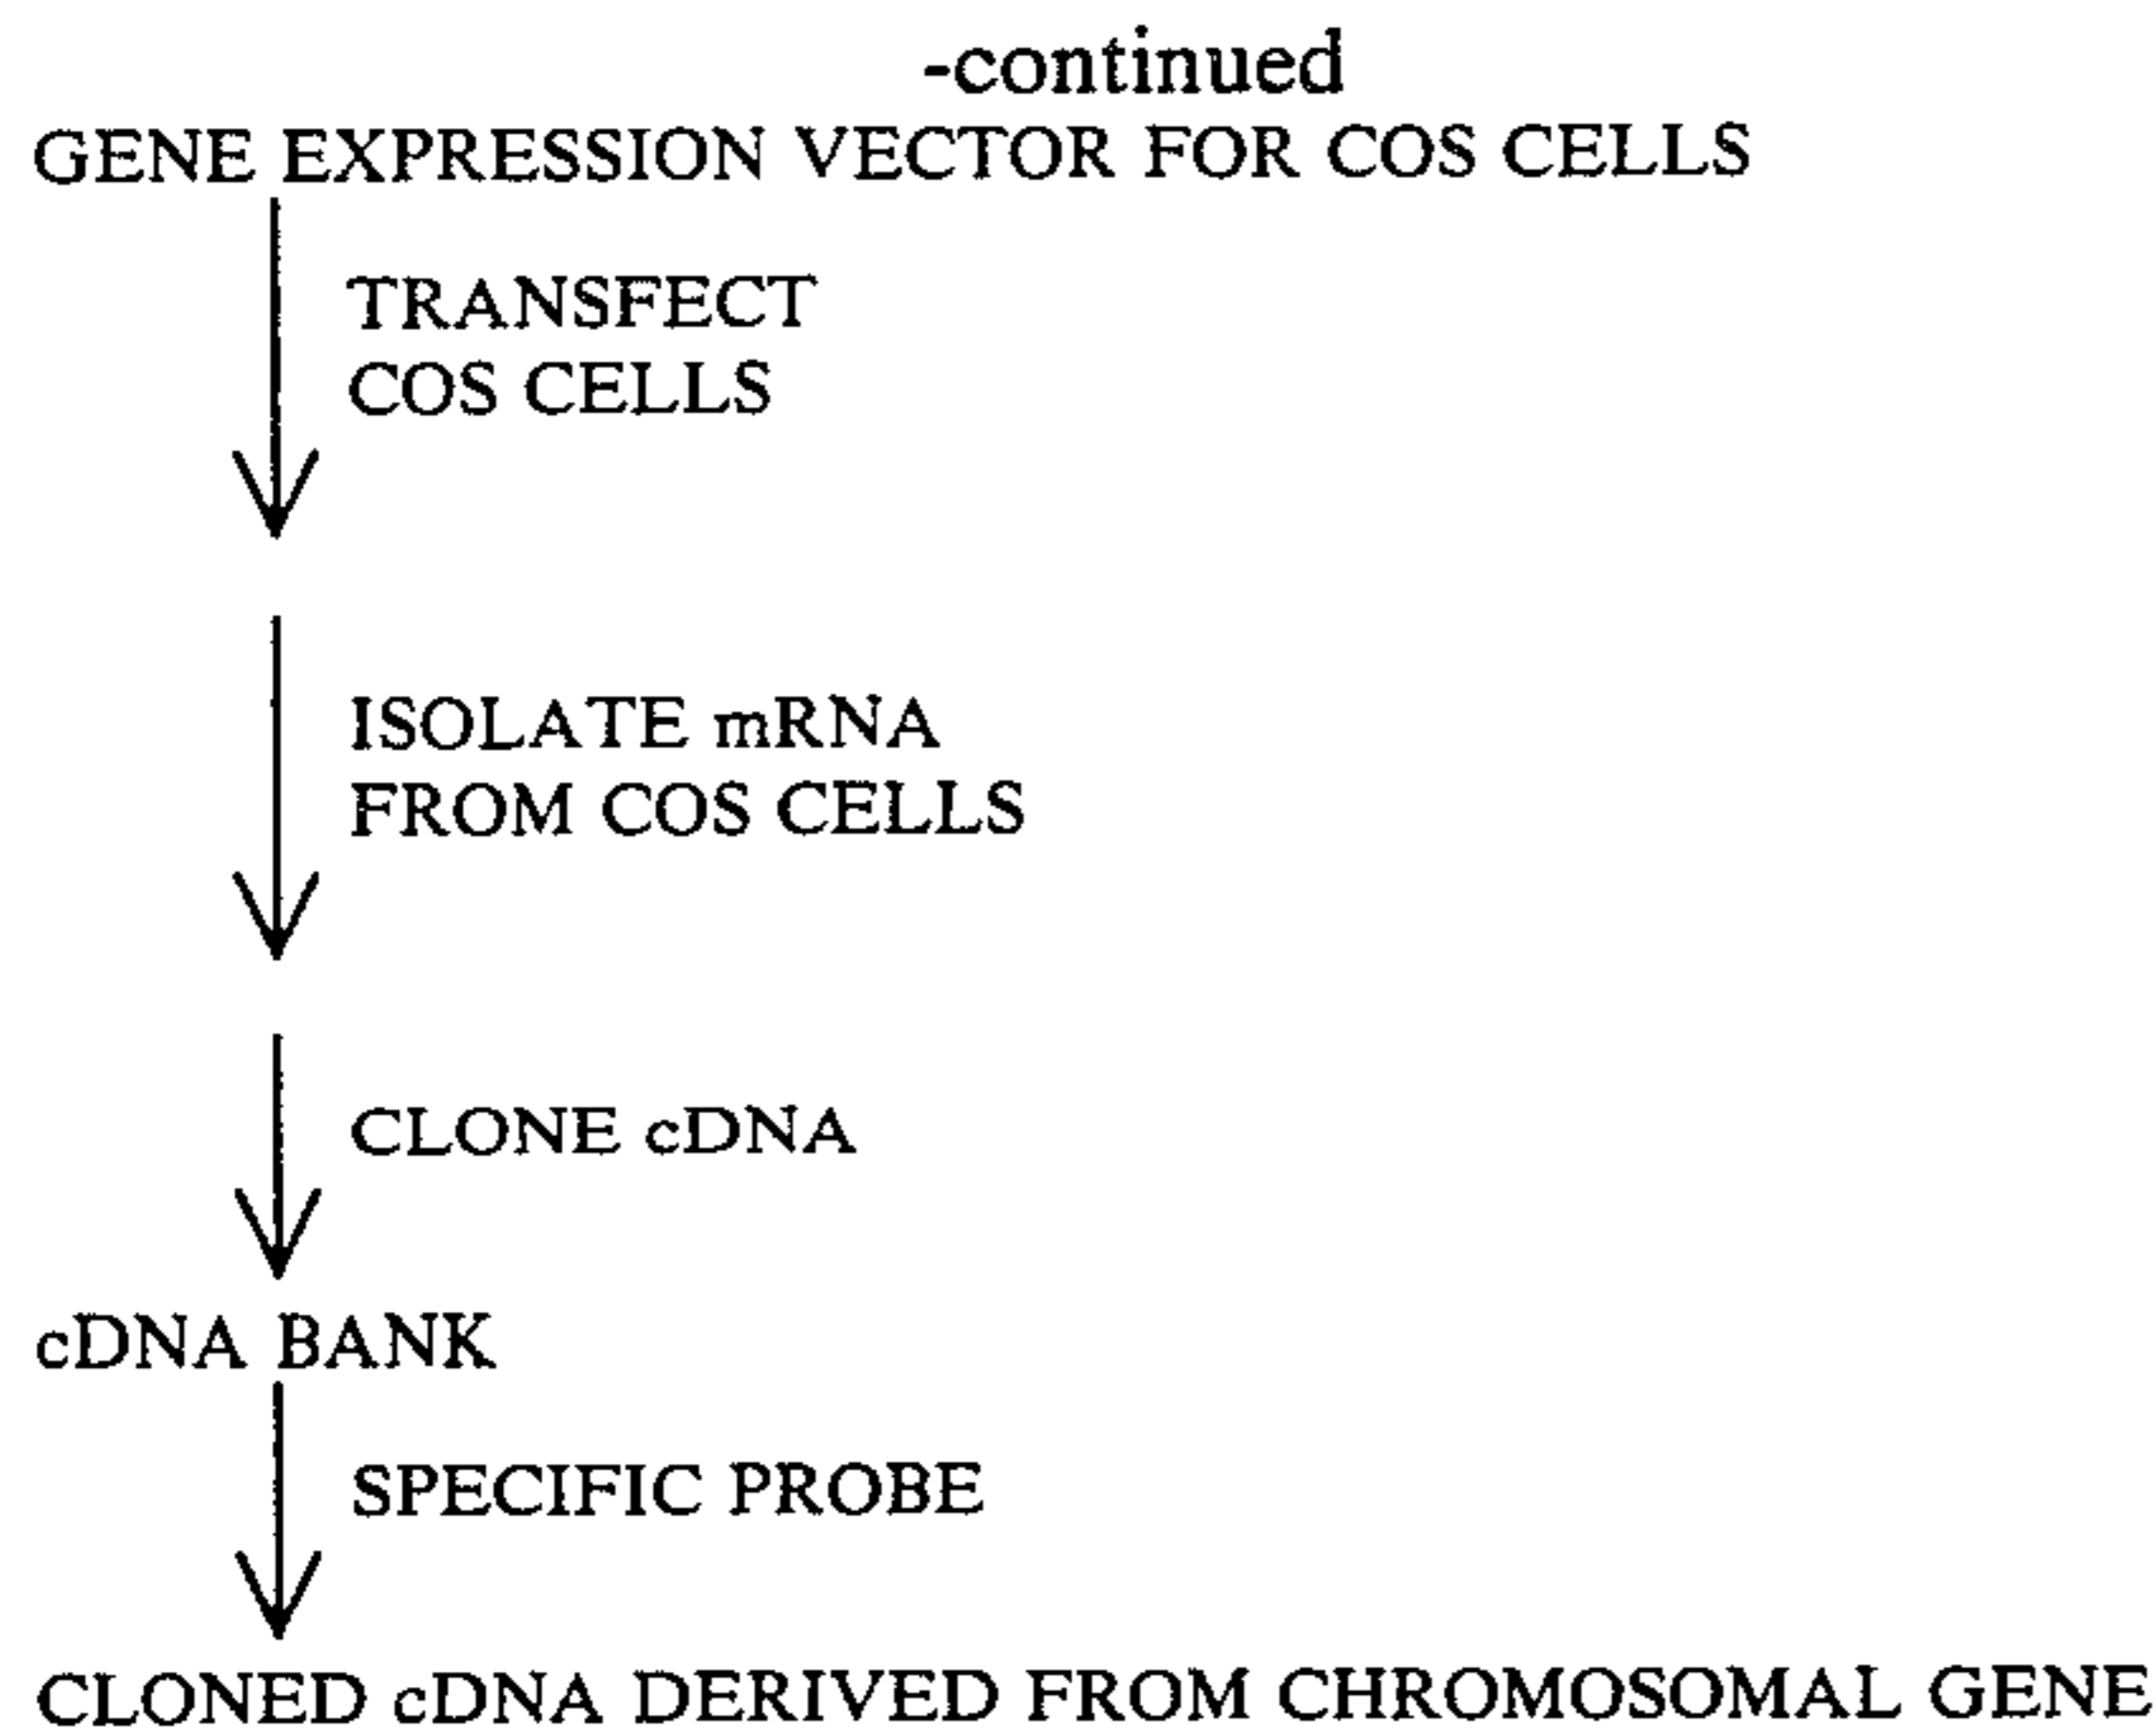 -continued
GENE EXPRESSION VECTOR FOR COS CELLS
TRANSFECT
COS CELLS
ISOLATE mRNA
FROM COS CELLS
CLONE cDNA
cDNA BANK
SPECIFIC PROBE
CLONED cDNA DERIVED FROM CHROMOSOMAL GENE